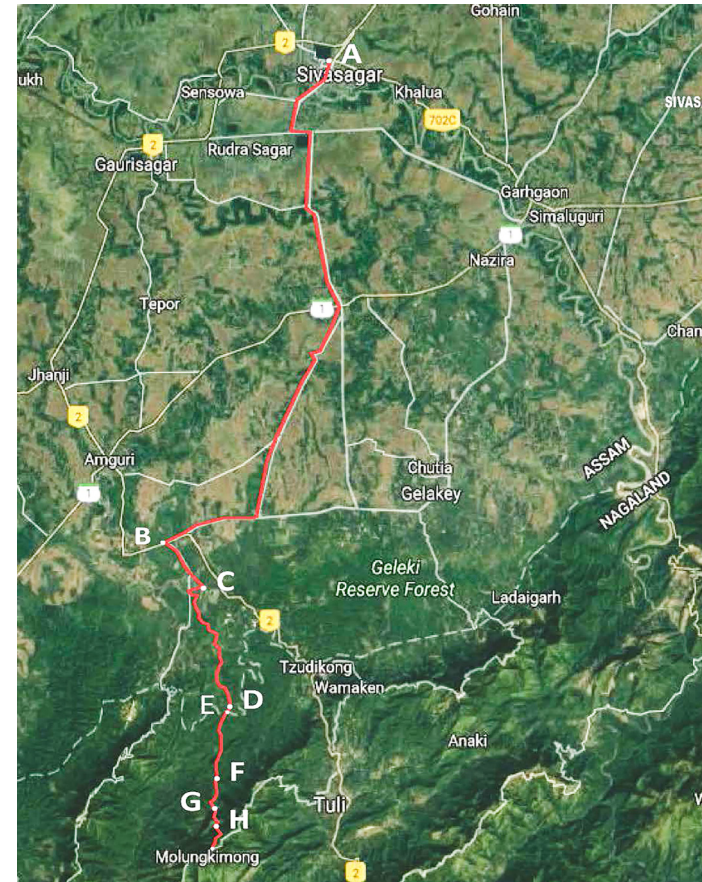 Gohain
2
A
Sivasagar
ukh
Sensowa
Khalua
SIVAS
702C
2
Rudra Sagar
Gaurisagar
Garhgaon
Simaluguri
1
Nazira
Tepor
1
Chan
Jhanji
2
Amguri
Chutia
ASSAM
Gelakey
1
NAGALAND
B
Geleki
Reserve Forest
C
Ladaigarh
2
Tzudikong
Wamaken
E D
Anaki
F
G
Tuli
H
Molungkimong
2